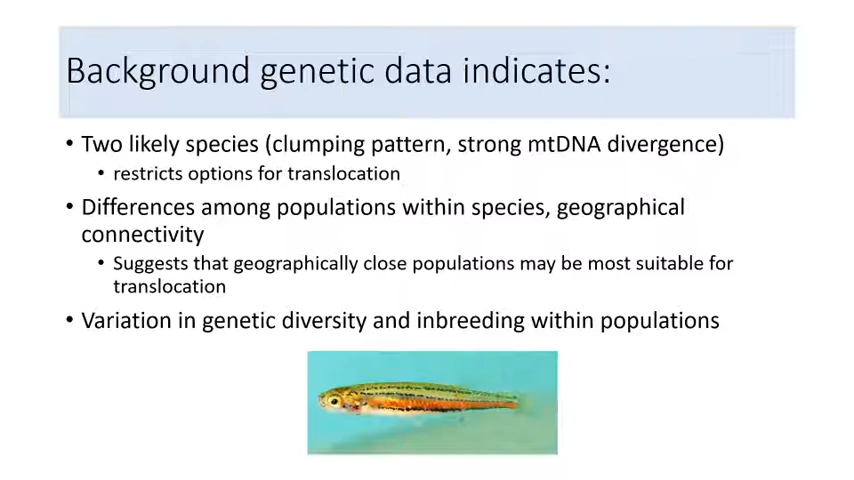 Background genetic data indicates:
• Two likely species (clumping pattern, strong mtDNA divergence)
• restricts options for translocation
• Differences among populations within species, geographical
connectivity
• Suggests that geographically close populations may be most suitable for
translocation
• Variation in genetic diversity and inbreeding within populations